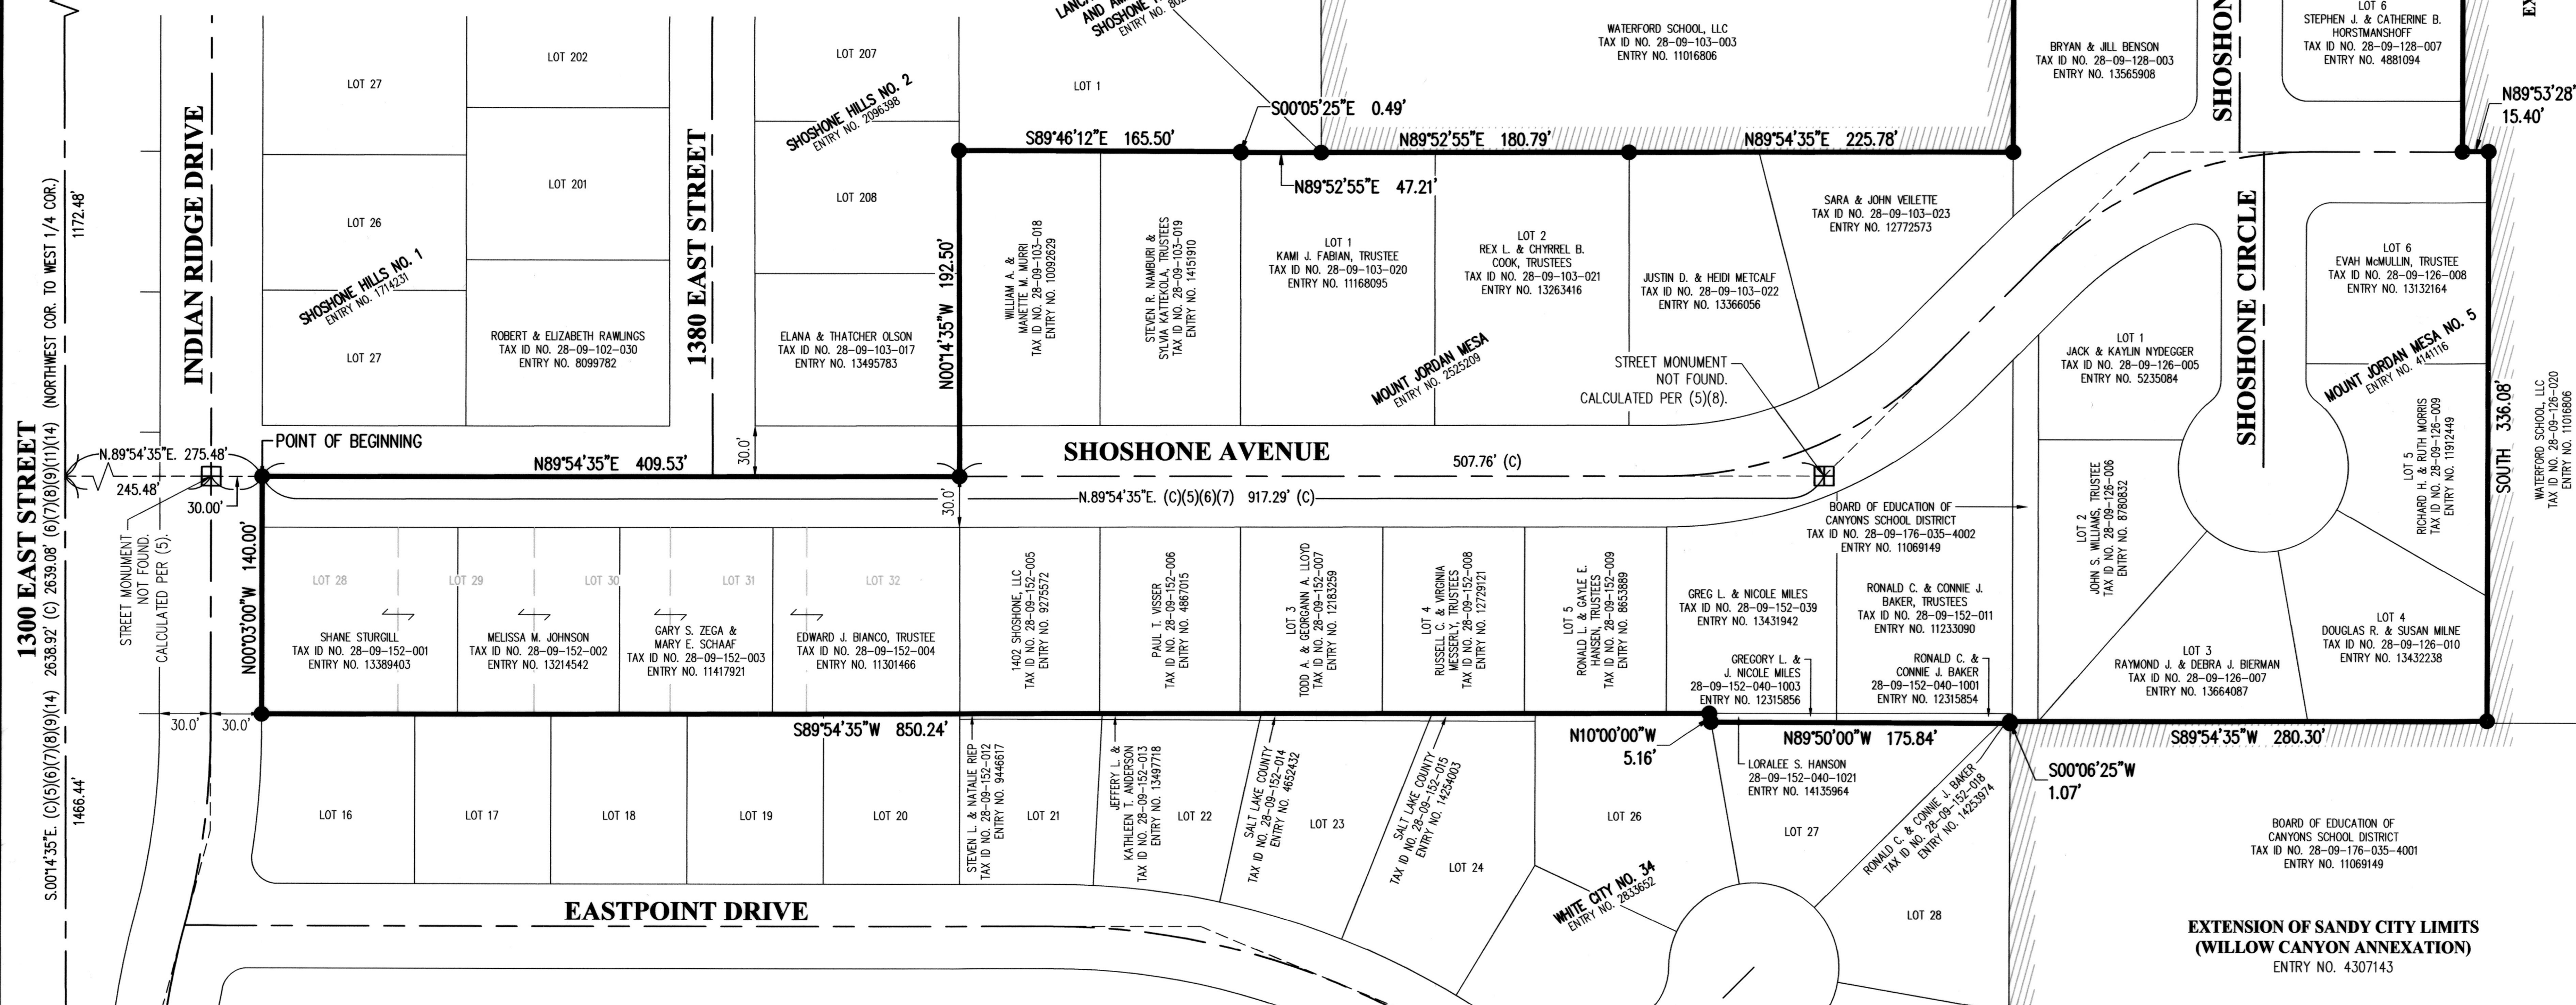 LOT 27
LOT 202
LOT 207
SHOSHONE HILLS NO. 2
ENTRY NO. 2096398
AND
SHOSHONE
ENTRY NO.
LOT 1
WATERFORD SCHOOL, LLC
TAX ID NO. 28-09-103-003
ENTRY NO. 11016806
BRYAN & JILL BENSON
TAX ID NO. 28-09-128-003
ENTRY NO. 13565908
SHOSHON
LOT 6
STEPHEN J. & CATHERINE B.
HORSTMANSHOFF
TAX ID NO. 28-09-128-007
ENTRY NO. 4881094
EX
N89°53'28"
15.40'
S00°05'25"E 0.49'
S89°46'12"E 165.50'
N89°52'55"E 180.79'
N89°54'35"E 225.78'
N89°52'55"E 47.21'
1300 EAST STREET
S.00°14'35"E. (C)(5)(6)(7)(8)(9)(14) 2638.92' (C) 2639.08' (6)(7)(8)(9)(11)(14) (NORTHWEST COR. TO WEST 1/4 COR.)
1172.48'
1466.44'
INDIAN RIDGE DRIVE
LOT 26
LOT 201
SHOSHONE HILLS NO. 1
ENTRY NO. 1714231
LOT 27
ROBERT & ELIZABETH RAWLINGS
TAX ID NO. 28-09-102-030
ENTRY NO. 8099782
1380 EAST STREET
LOT 208
ELANA & THATCHER OLSON
TAX ID NO. 28-09-103-017
ENTRY NO. 13495783
N00°14'35"W 192.50'
WILLIAM A. &
MANETTE M. MURRI
TAX ID NO. 28-09-103-018
ENTRY NO. 10092629
STEVEN R. NAMBURI &
SYLVIA KATTEKOLA, TRUSTEES
TAX ID NO. 28-09-103-019
ENTRY NO. 14151910
LOT 1
KAMI J. FABIAN, TRUSTEE
TAX ID NO. 28-09-103-020
ENTRY NO. 11168095
LOT 2
REX L. & CHYRREL B.
COOK, TRUSTEES
TAX ID NO. 28-09-103-021
ENTRY NO. 13263416
JUSTIN D. & HEIDI METCALF
TAX ID NO. 28-09-103-022
ENTRY NO. 13366056
SARA & JOHN VEILETTE
TAX ID NO. 28-09-103-023
ENTRY NO. 12772573
MOUNT JORDAN MESA
ENTRY NO. 2525209
STREET MONUMENT
NOT FOUND.
CALCULATED PER (5)(8).
LOT 1
JACK & KAYLIN NYDEGGER
TAX ID NO. 28-09-126-005
ENTRY NO. 5235084
SHOSHONE CIRCLE
LOT 6
EVAH McMULLIN, TRUSTEE
TAX ID NO. 28-09-126-008
ENTRY NO. 13132164
MOUNT JORDAN MESA NO. 5
ENTRY NO. 4141116
LOT 5
RICHARD H. & RUTH MORRIS
TAX ID NO. 28-09-126-009
ENTRY NO. 11912449
SOUTH 336.08'
WATERFORD SCHOOL, LLC
TAX ID NO. 28-09-126-020
ENTRY NO. 11016806
N.89°54'35"E. 275.48'
245.48'
30.00'
POINT OF BEGINNING
N89°54'35"E 409.53'
30.0'
30.0'
SHOSHONE AVENUE
507.76' (C)
N.89°54'35"E. (C)(5)(6)(7) 917.29' (C)
STREET MONUMENT
NOT FOUND.
CALCULATED PER (5).
N00°03'00"W 140.00'
30.0'
30.0'
LOT 28
LOT 29
LOT 30
LOT 31
LOT 32
SHANE STURGILL
TAX ID NO. 28-09-152-001
ENTRY NO. 13389403
MELISSA M. JOHNSON
TAX ID NO. 28-09-152-002
ENTRY NO. 13214542
GARY S. ZEGA &
MARY E. SCHAAF
TAX ID NO. 28-09-152-003
ENTRY NO. 11417921
EDWARD J. BIANCO, TRUSTEE
TAX ID NO. 28-09-152-004
ENTRY NO. 11301466
1402 SHOSHONE, LLC
TAX ID NO. 28-09-152-005
ENTRY NO. 9275572
PAUL T. VISSER
TAX ID NO. 28-09-152-006
ENTRY NO. 4867015
LOT 3
TODD A. & GEORGANN A. LLOYD
TAX ID NO. 28-09-152-007
ENTRY NO. 12183259
LOT 4
RUSSELL C. & VIRGINIA
MESSERLY, TRUSTEES
TAX ID NO. 28-09-152-008
ENTRY NO. 12729121
LOT 5
RONALD L. & GAYLE E.
HANSEN, TRUSTEES
TAX ID NO. 28-09-152-009
ENTRY NO. 8653889
GREG L. & NICOLE MILES
TAX ID NO. 28-09-152-039
ENTRY NO. 13431942
GREGORY L. &
J. NICOLE MILES
28-09-152-040-1003
ENTRY NO. 12315856
BOARD OF EDUCATION OF
CANYONS SCHOOL DISTRICT
TAX ID NO. 28-09-176-035-4002
ENTRY NO. 11069149
RONALD C. & CONNIE J.
BAKER, TRUSTEES
TAX ID NO. 28-09-152-011
ENTRY NO. 11233090
RONALD C. &
CONNIE J. BAKER
28-09-152-040-1001
ENTRY NO. 12315854
LOT 2
JOHN S. WILLIAMS, TRUSTEE
TAX ID NO. 28-09-126-006
ENTRY NO. 8780832
LOT 3
RAYMOND J. & DEBRA J. BIERMAN
TAX ID NO. 28-09-126-007
ENTRY NO. 13664087
LOT 4
DOUGLAS R. & SUSAN MILNE
TAX ID NO. 28-09-126-010
ENTRY NO. 13432238
S89°54'35"W 850.24'
N10°00'00"W
5.16'
N89°50'00"W 175.84'
S89°54'35"W 280.30'
S00°06'25"W
1.07'
LOT 16
LOT 17
LOT 18
LOT 19
LOT 20
STEVEN L. & NATALIE RIEP
TAX ID NO. 28-09-152-012
ENTRY NO. 9446617
LOT 21
JEFFERY L. &
KATHLEEN T. ANDERSON
TAX ID NO. 28-09-152-013
ENTRY NO. 13497718
LOT 22
SALT LAKE COUNTY
TAX ID NO. 28-09-152-014
ENTRY NO. 4652432
LOT 23
SALT LAKE COUNTY
TAX ID NO. 28-09-152-015
ENTRY NO. 14254003
LOT 24
LOT 26
LORALEE S. HANSON
28-09-152-040-1021
ENTRY NO. 14135964
LOT 27
RONALD C. & CONNIE J. BAKER
TAX ID NO. 28-09-152-018
ENTRY NO. 14253974
LOT 28
WHITE CITY NO. 34
ENTRY NO. 2833652
EASTPOINT DRIVE
BOARD OF EDUCATION OF
CANYONS SCHOOL DISTRICT
TAX ID NO. 28-09-176-035-4001
ENTRY NO. 11069149
EXTENSION OF SANDY CITY LIMITS
(WILLOW CANYON ANNEXATION)
ENTRY NO. 4307143